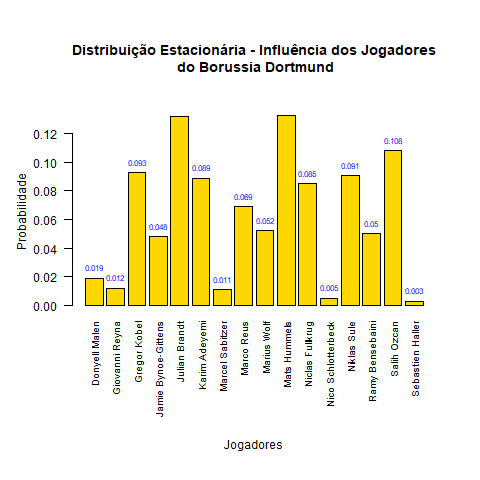 Distribuição Estacionária - Influência dos Jogadores
do Borussia Dortmund
Probabilidade
0.12
0.10
0.08
0.06
0.04
0.02
0.00
0.019
0.012
0.093
0.048
0.089
0.011
0.069
0.052
0.085
0.005
0.091
0.05
0.108
0.003
Donyell Malen
Giovanni Reyna
Gregor Kobel
Jamie Bynoe-Gittens
Julian Brandt
Karim Adeyemi
Marcel Sabitzer
Marco Reus
Marius Wolf
Mats Hummels
Niclas Fullkrug
Nico Schlotterbeck
Niklas Sule
Ramy Bensebaini
Salih Ozcan
Sebastien Haller
Jogadores